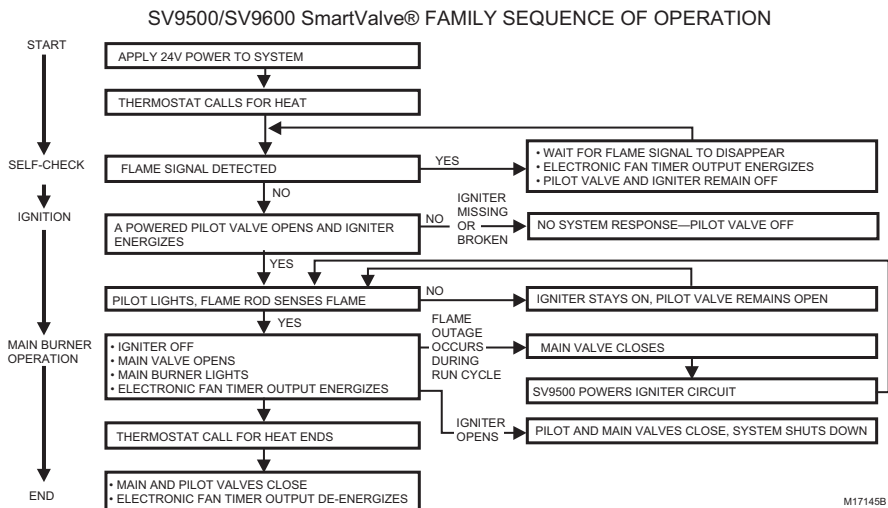 SV9500/SV9600 SmartValve® FAMILY SEQUENCE OF OPERATION
START
APPLY 24V POWER TO SYSTEM
THERMOSTAT CALLS FOR HEAT
SELF-CHECK
FLAME SIGNAL DETECTED
YES
• WAIT FOR FLAME SIGNAL TO DISAPPEAR
• ELECTRONIC FAN TIMER OUTPUT ENERGIZES
• PILOT VALVE AND IGNITER REMAIN OFF
NO
IGNITION
A POWERED PILOT VALVE OPENS AND IGNITER
ENERGIZES
NO
IGNITER
MISSING
OR
BROKEN
NO SYSTEM RESPONSE—PILOT VALVE OFF
YES
PILOT LIGHTS, FLAME ROD SENSES FLAME
NO
IGNITER STAYS ON, PILOT VALVE REMAINS OPEN
YES
MAIN BURNER
OPERATION
• IGNITER OFF
• MAIN VALVE OPENS
• MAIN BURNER LIGHTS
• ELECTRONIC FAN TIMER OUTPUT ENERGIZES
FLAME
OUTAGE
OCCURS
DURING
RUN CYCLE
MAIN VALVE CLOSES
SV9500 POWERS IGNITER CIRCUIT
IGNITER
OPENS
PILOT AND MAIN VALVES CLOSE, SYSTEM SHUTS DOWN
THERMOSTAT CALL FOR HEAT ENDS
END
• MAIN AND PILOT VALVES CLOSE
• ELECTRONIC FAN TIMER OUTPUT DE-ENERGIZES
M17145B